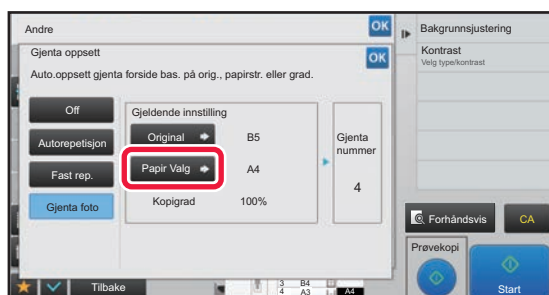 Andre
OK
Bakgrunnsjustering
Gjenta oppsett
OK
Kontrast
Velg type/kontrast
Auto.oppsett gjenta forside bas. på orig., papirstr. eller grad.
Off
Gjeldende innstilling
Autorepetisjon
Original
B5
Gjenta
nummer
Fast rep.
Papir Valg
A4
4
Gjenta foto
Kopigrad
100%
Forhåndsvis
CA
Prøvekopi
Tilbake
3 B4
4 A3
A4
Start